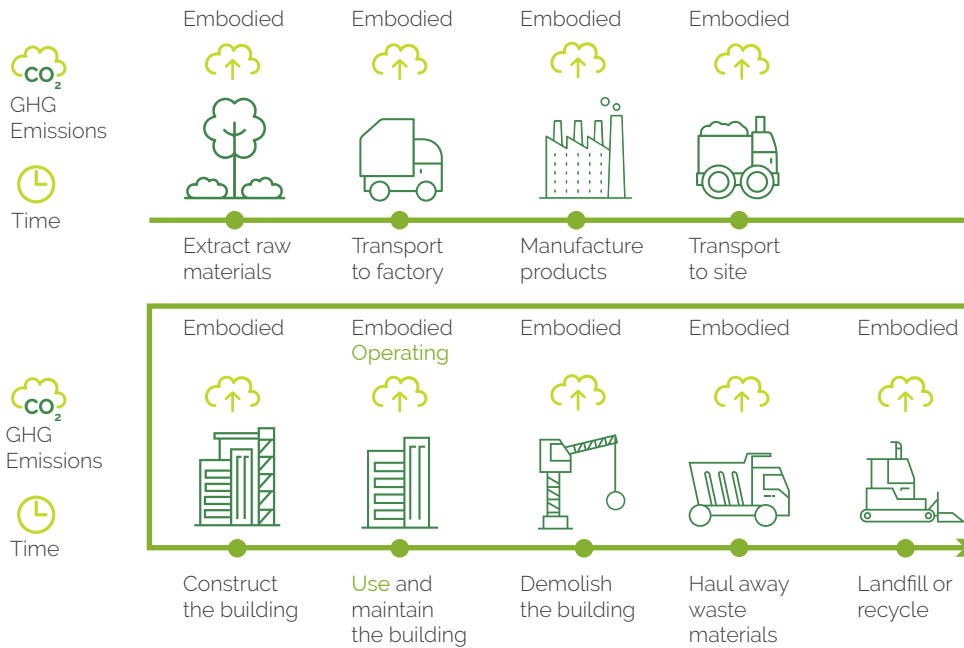 Embodied
Embodied
Embodied
Embodied
CO2
GHG
Emissions
Time
Extract raw
materials
Transport
to factory
Manufacture
products
Transport
to site
Embodied
Embodied
Operating
Embodied
Embodied
Embodied
CO2
GHG
Emissions
Time
Construct
the building
Use and
maintain
the building
Demolish
the building
Haul away
waste
materials
Landfill or
recycle